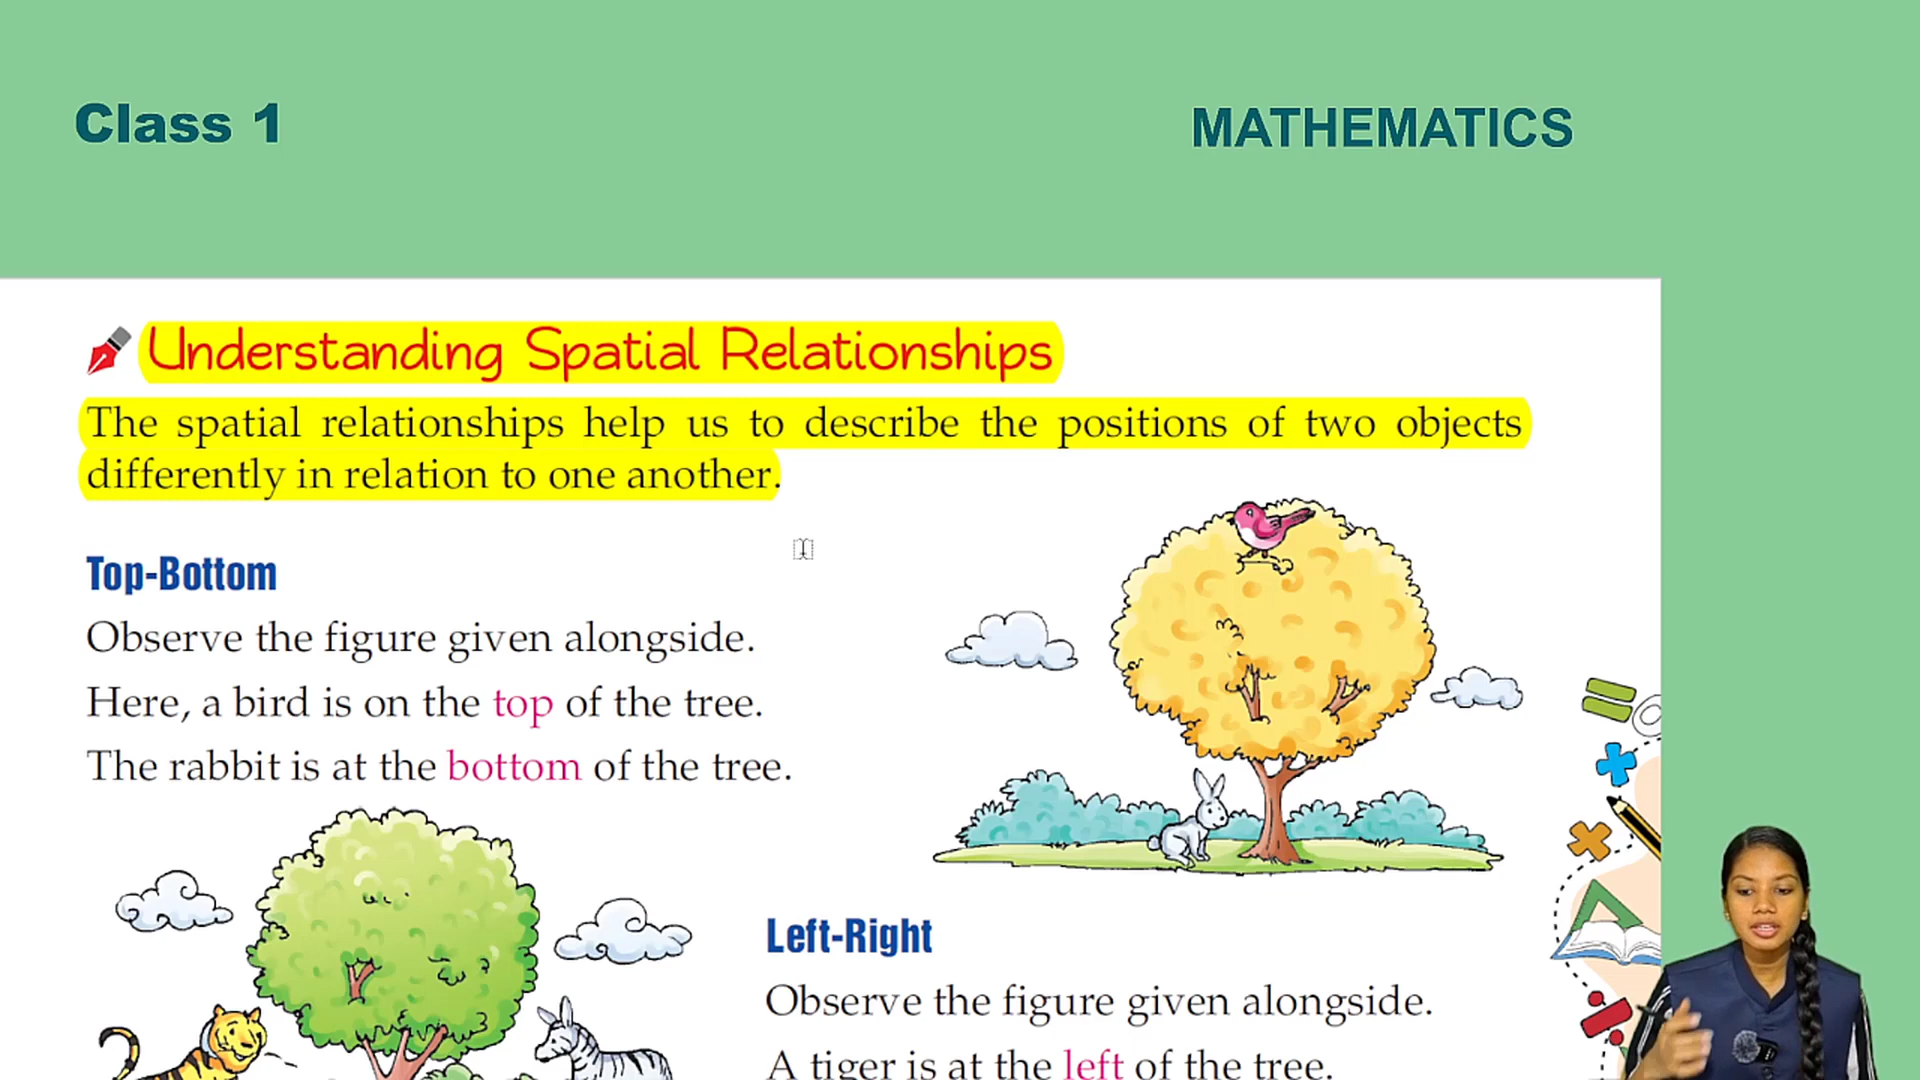 Class 1
MATHEMATICS
Understanding Spatial Relationships
The spatial relationships help us to describe the positions of two objects
differently in relation to one another.
Top-Bottom
Observe the figure given alongside.
Here, a bird is on the top of the tree.
The rabbit is at the bottom of the tree.
Left-Right
Observe the figure given alongside.
A tiger is at the left of the tree.